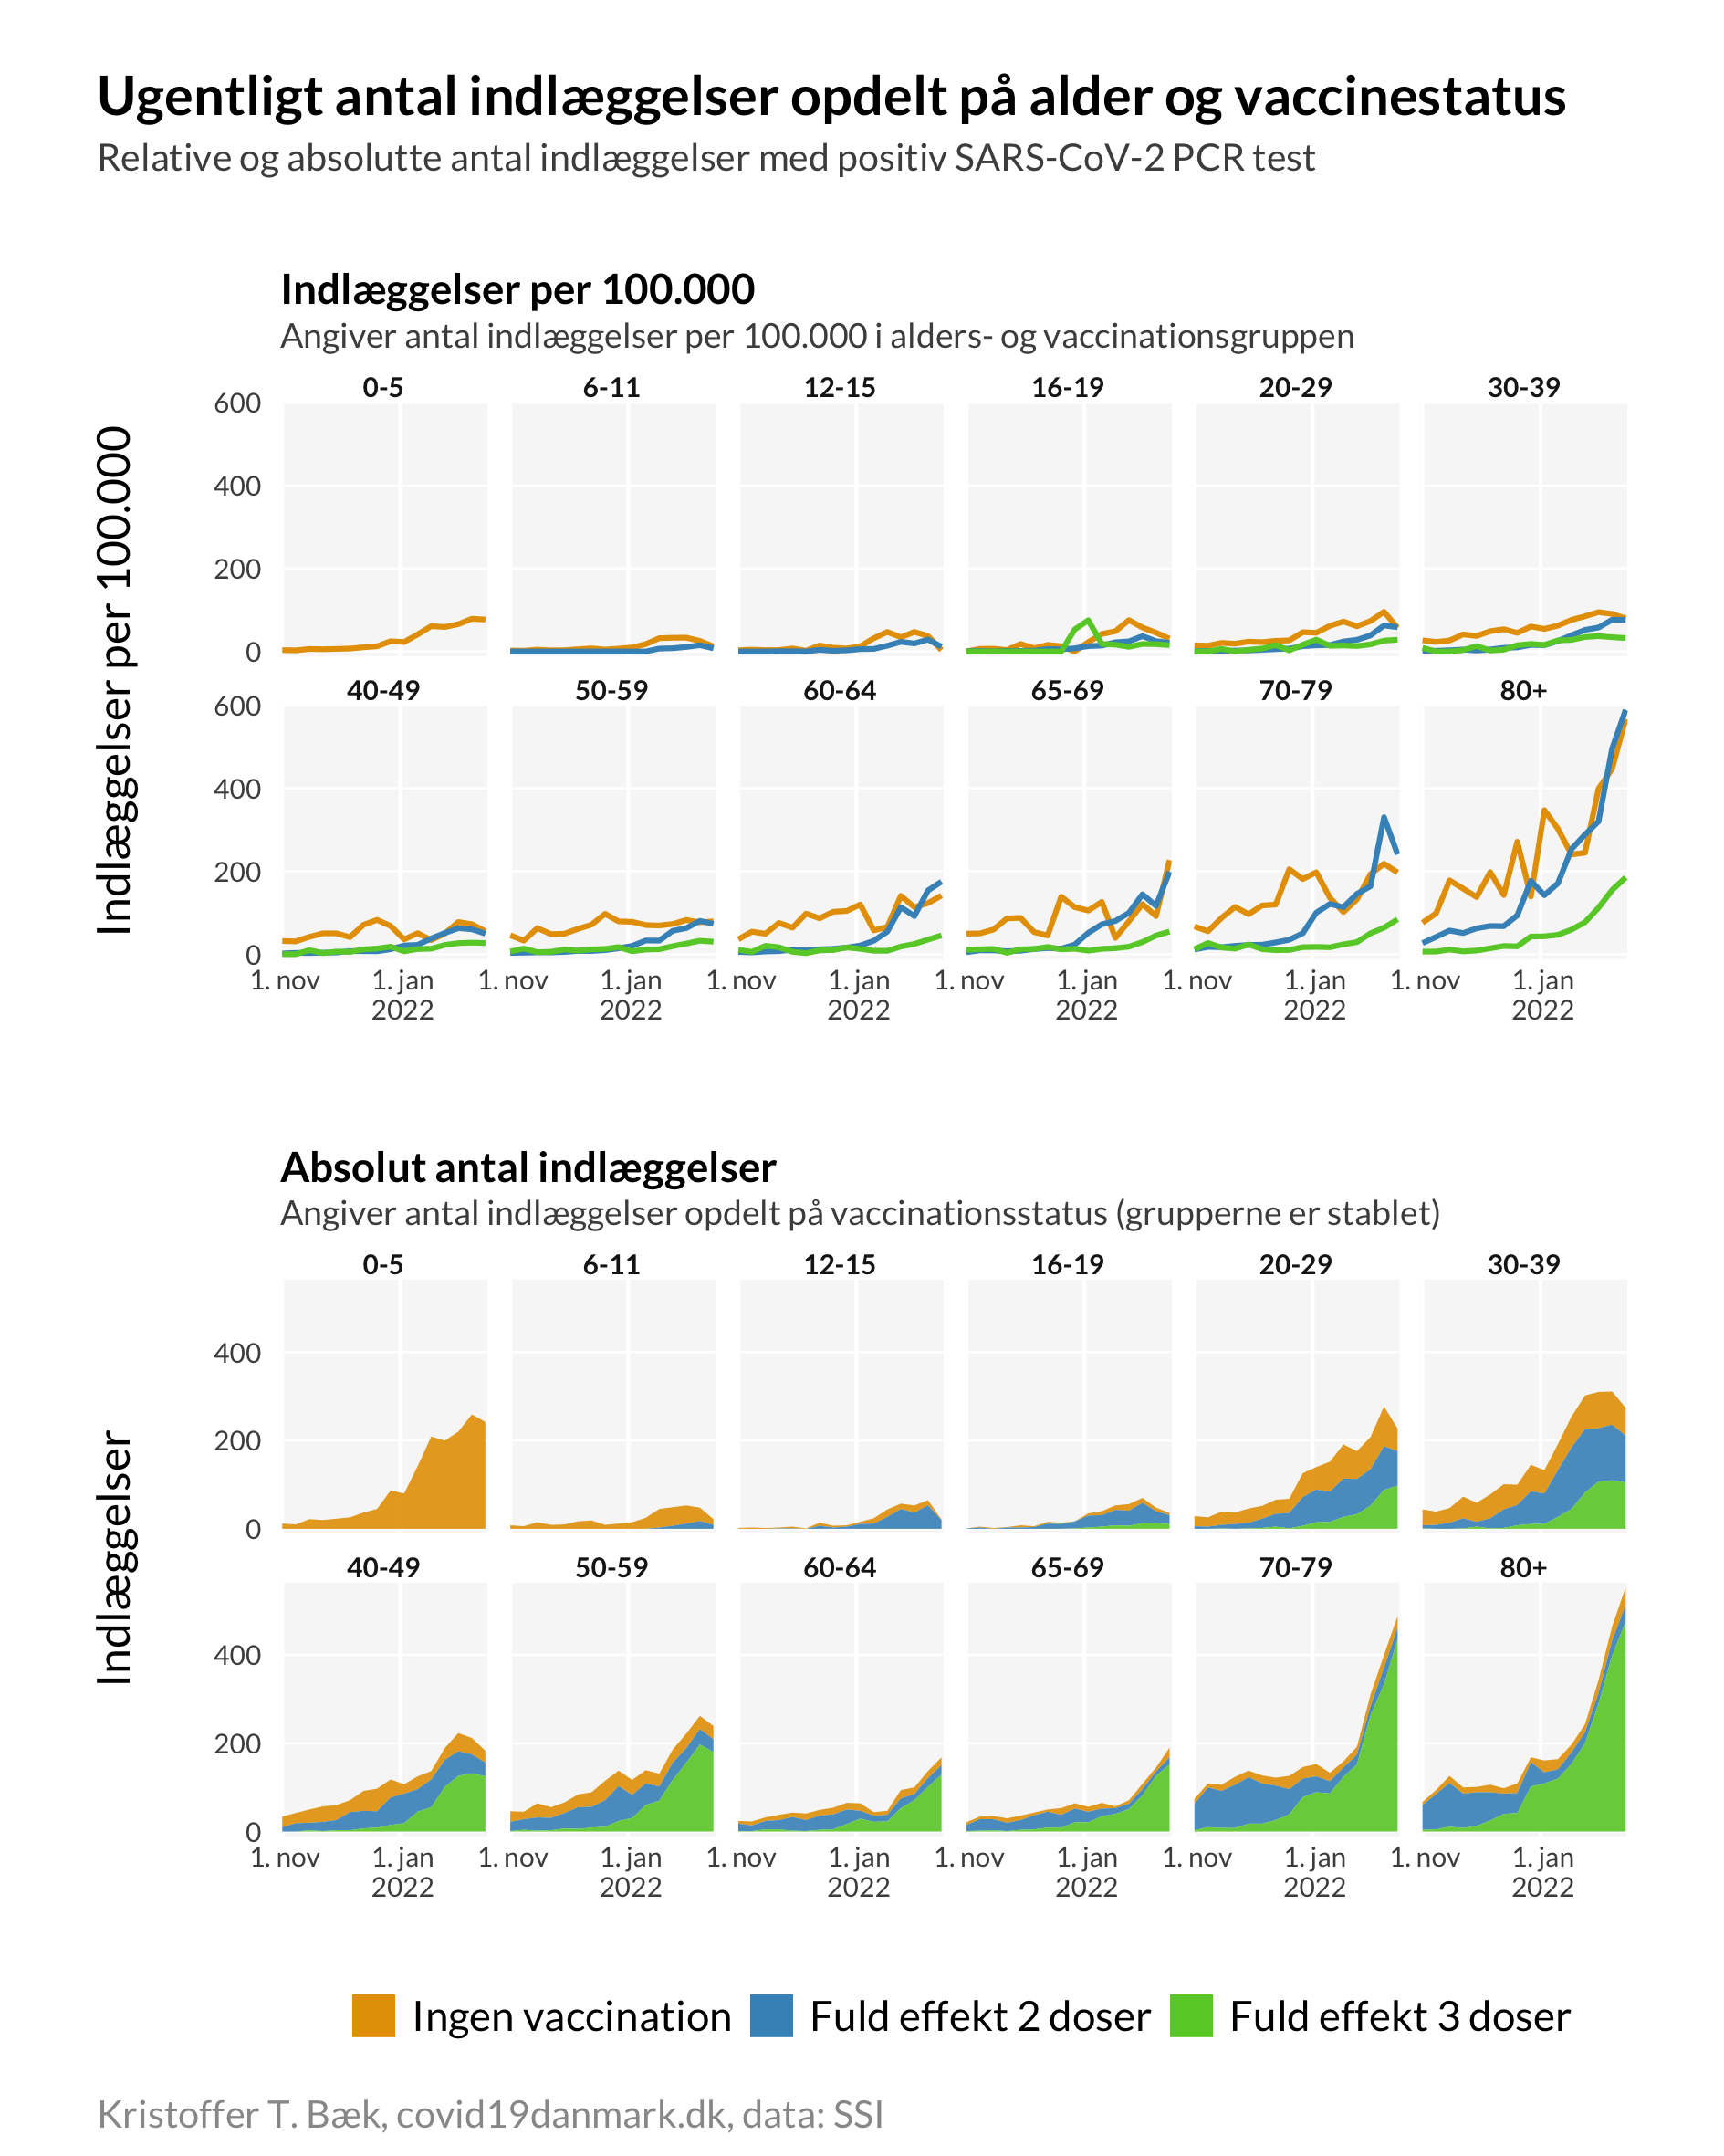 Ugentligt antal indlæggelser opdelt på alder og vaccinestatus
Relative og absolutte antal indlæggelser med positiv SARS-CoV-2 PCR test
Indlæggelser per 100.000
Angiver antal indlæggelser per 100.000 i alders- og vaccinationsgruppen
Indlæggelser per 100.000
0-5 6-11 12-15 16-19 20-29 30-39
600
400
200
0
40-49 50-59 60-64 65-69 70-79 80+
600
400
200
0
1. nov 1. jan 1. nov 1. jan 1. nov 1. jan 1. nov 1. jan 1. nov 1. jan 1. nov 1. jan
2022 2022 2022 2022 2022 2022
Absolut antal indlæggelser
Angiver antal indlæggelser opdelt på vaccinationsstatus (grupperne er stablet)
Indlæggelser
0-5 6-11 12-15 16-19 20-29 30-39
400
200
0
40-49 50-59 60-64 65-69 70-79 80+
400
200
0
1. nov 1. jan 1. nov 1. jan 1. nov 1. jan 1. nov 1. jan 1. nov 1. jan 1. nov 1. jan
2022 2022 2022 2022 2022 2022
Ingen vaccination Fuld effekt 2 doser Fuld effekt 3 doser
Kristoffer T. Bæk, covid19danmark.dk, data: SSI